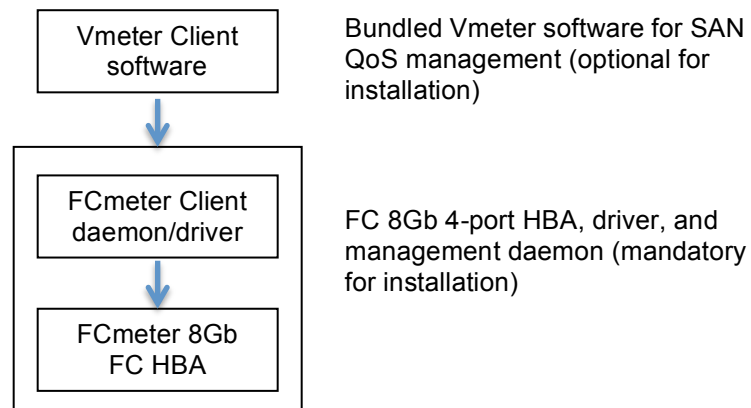 Vmeter Client
software
Bundled Vmeter software for SAN
QoS management (optional for
installation)
FCmeter Client
daemon/driver
FC 8Gb 4-port HBA, driver, and
management daemon (mandatory
for installation)
FCmeter 8Gb
FC HBA